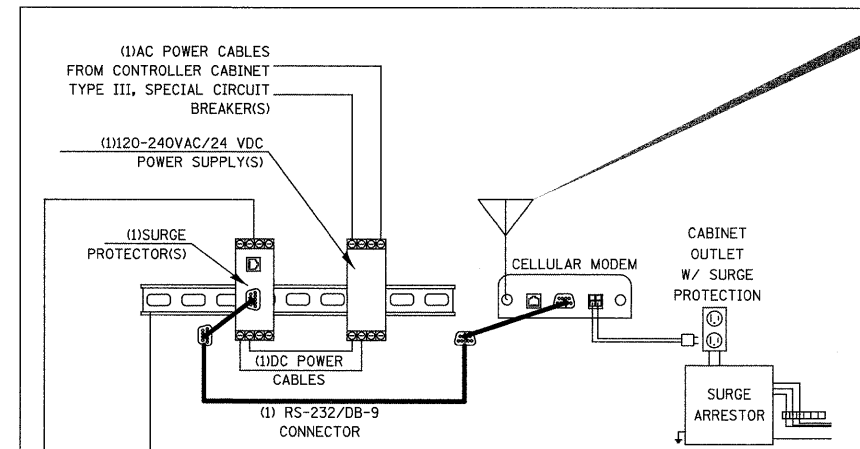 (1)AC POWER CABLES
FROM CONTROLLER CABINET
TYPE III, SPECIAL CIRCUIT
BREAKER(S)
(1)120-240VAC/24 VDC
POWER SUPPLY(S)
(1)SURGE
PROTECTOR(S)
CELLULAR MODEM
CABINET
OUTLET
W/ SURGE
PROTECTION
(1)DC POWER
CABLES
(1) RS-232/DB-9
CONNECTOR
SURGE
ARRESTOR